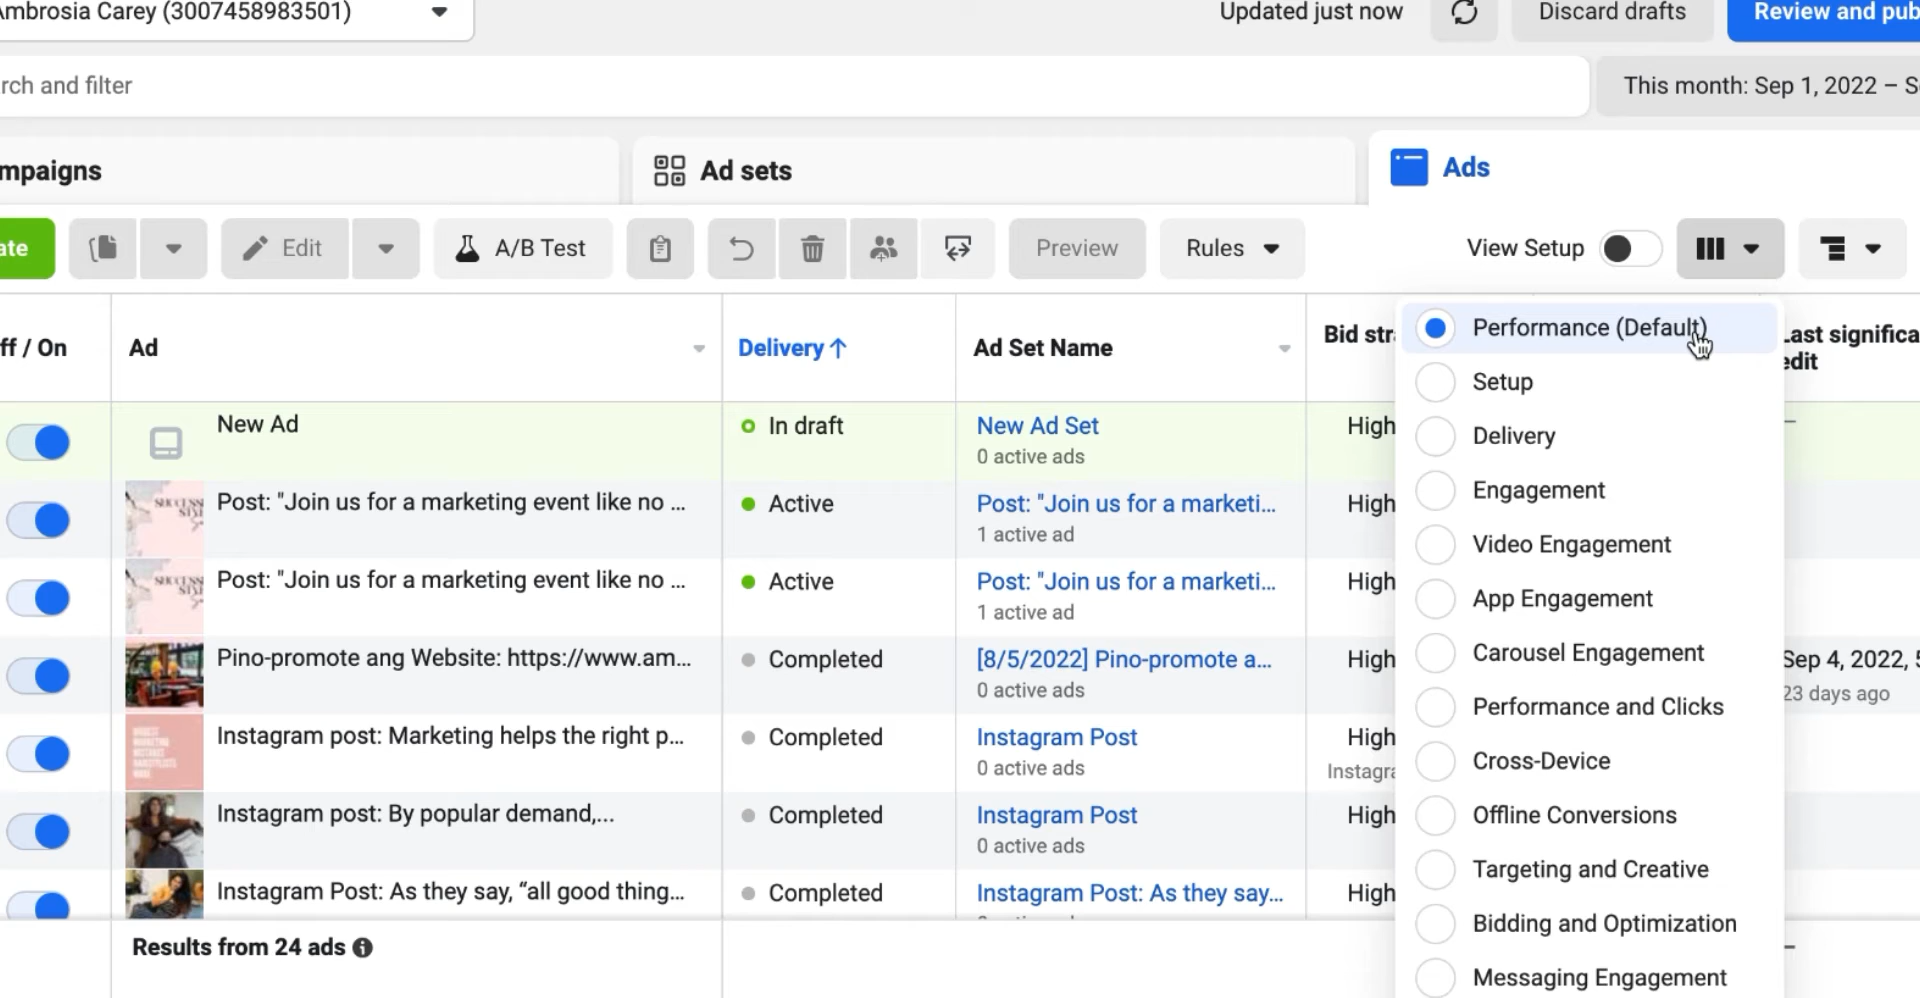 Ambrosia Carey (3007458983501)
Updated just now
Discard drafts
Review and pub
rch and filter
This month: Sep 1, 2022 – S
mpaigns
Ad sets
Ads
ate
Edit
A/B Test
Preview
Rules
View Setup
ff / On
Ad
Delivery↑
Ad Set Name
Bid stra
Last significa
edit
Performance (Default)
Setup
Delivery
Engagement
Video Engagement
App Engagement
Carousel Engagement
Performance and Clicks
Cross-Device
Offline Conversions
Targeting and Creative
Bidding and Optimization
Messaging Engagement
New Ad
In draft
New Ad Set
0 active ads
High
–
Post: "Join us for a marketing event like no ...
Active
Post: "Join us for a marketi...
1 active ad
High
Post: "Join us for a marketing event like no ...
Active
Post: "Join us for a marketi...
1 active ad
High
Pino-promote ang Website: https://www.am...
Completed
[8/5/2022] Pino-promote a...
0 active ads
High
Sep 4, 2022, 5
23 days ago
Instagram post: Marketing helps the right p...
Completed
Instagram Post
0 active ads
High
Instagra
Instagram post: By popular demand,...
Completed
Instagram Post
0 active ads
High
Instagram Post: As they say, “all good thing...
Completed
Instagram Post: As they say...
High
Results from 24 ads
–